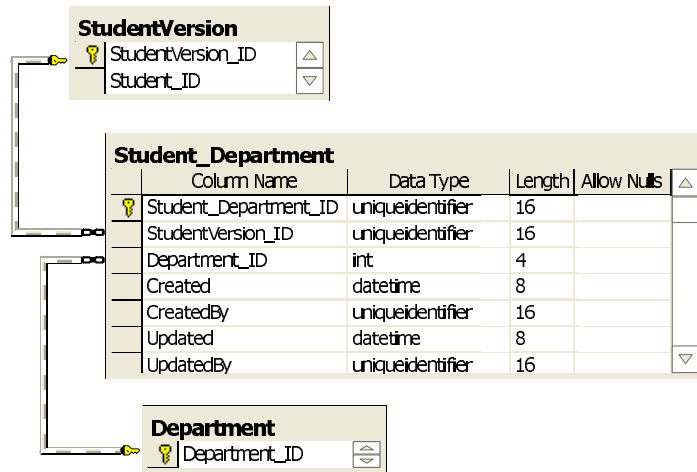 StudentVersion
StudentVersion_ID
Student_ID
Student_Department
Column Name Data Type Length Allow Nulls
Student_Department_ID uniqueidentifier 16
StudentVersion_ID uniqueidentifier 16
Department_ID int 4
Created datetime 8
CreatedBy uniqueidentifier 16
Updated datetime 8
UpdatedBy uniqueidentifier 16
Department
Department_ID